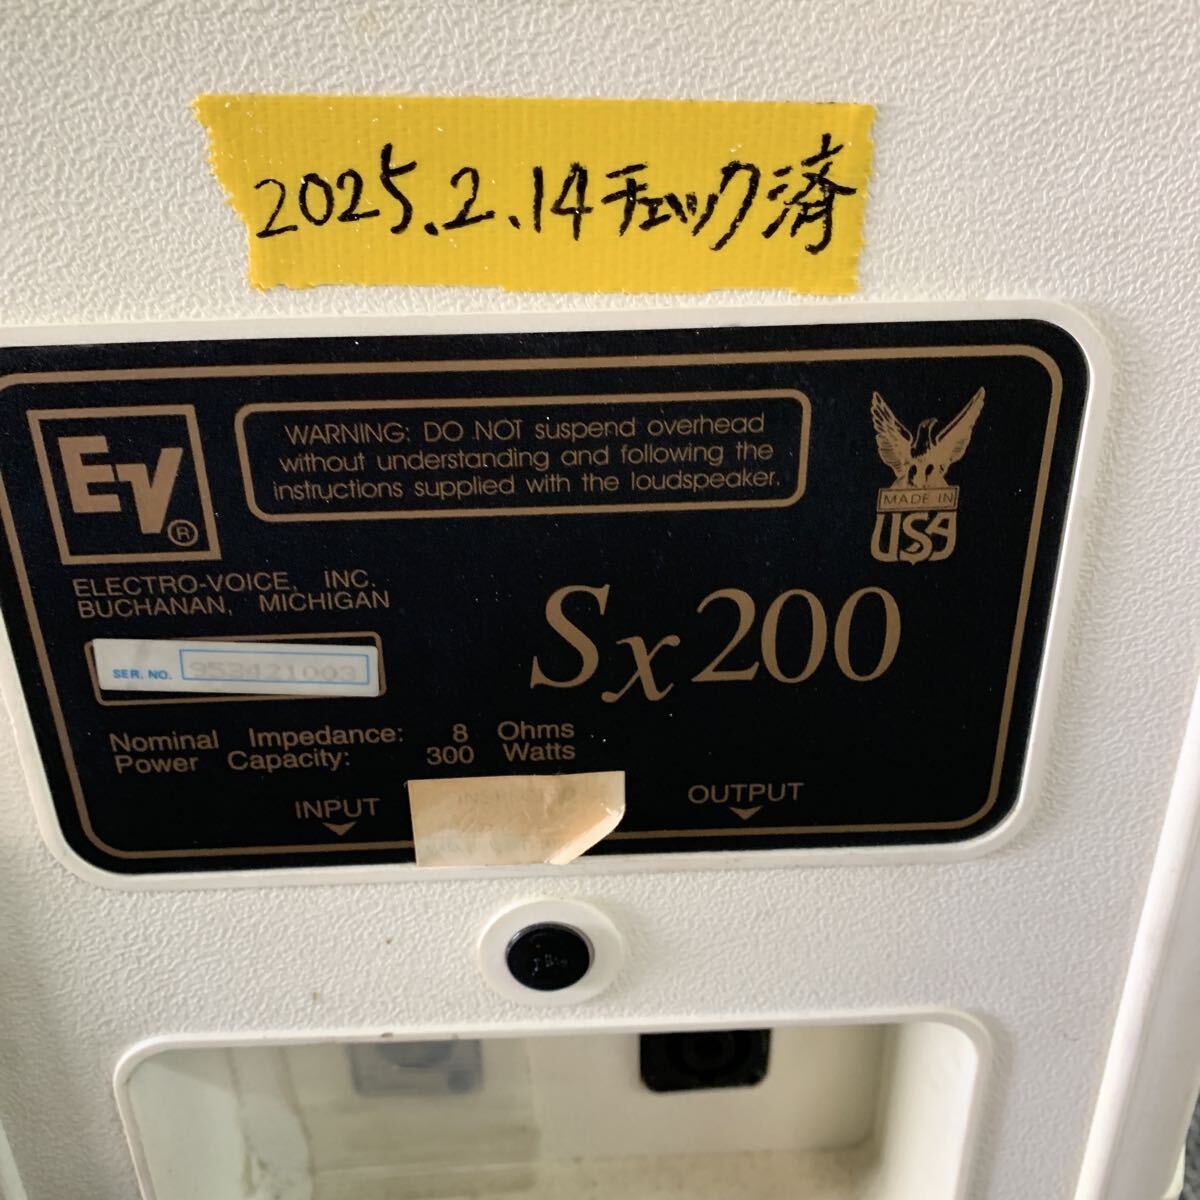 2025.2.14チェック済
EV®
WARNING: DO NOT suspend overhead
without understanding and following the
instructions supplied with the loudspeaker.
MADE IN
USA
ELECTRO-VOICE, INC.
BUCHANAN, MICHIGAN
Sx200
SER. NO. 953421003
Nominal Impedance: 8 Ohms
Power Capacity: 300 Watts
INPUT
OUTPUT